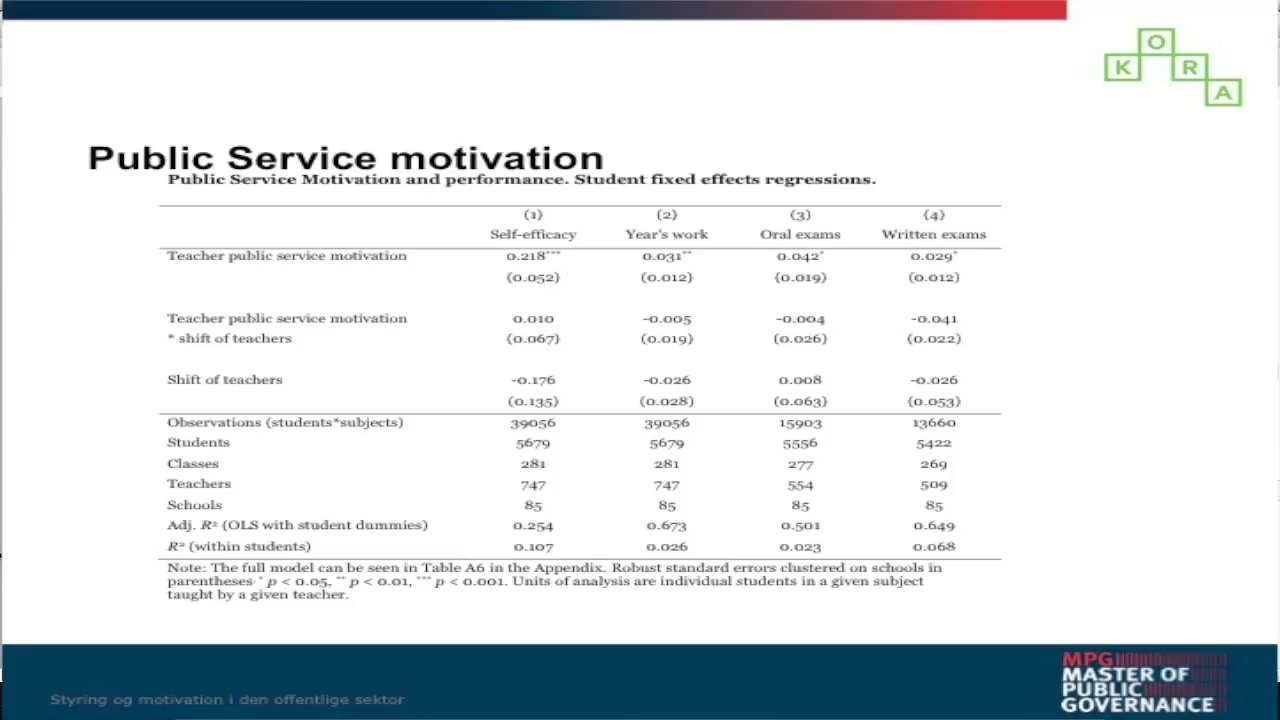 K O R A
Public Service motivation
Public Service Motivation and performance. Student fixed effects regressions.
(1) (2) (3) (4)
Self-efficacy Year's work Oral exams Written exams
Teacher public service motivation 0.218*** 0.031** 0.042* 0.029*
(0.052) (0.012) (0.019) (0.012)
Teacher public service motivation 0.010 -0.005 -0.004 -0.041
* shift of teachers (0.067) (0.019) (0.026) (0.022)
Shift of teachers -0.176 -0.026 0.008 -0.026
(0.135) (0.028) (0.063) (0.053)
Observations (students*subjects) 39056 39056 15903 13660
Students 5679 5679 5556 5422
Classes 281 281 277 269
Teachers 747 747 554 509
Schools 85 85 85 85
Adj. R² (OLS with student dummies) 0.254 0.673 0.501 0.649
R² (within students) 0.107 0.026 0.023 0.068
Note: The full model can be seen in Table A6 in the Appendix. Robust standard errors clustered on schools in
parentheses. * p < 0.05, ** p < 0.01, *** p < 0.001. Units of analysis are individual students in a given subject
taught by a given teacher.
Styring og motivation i den offentlige sektor
MPG
MASTER OF
PUBLIC
GOVERNANCE